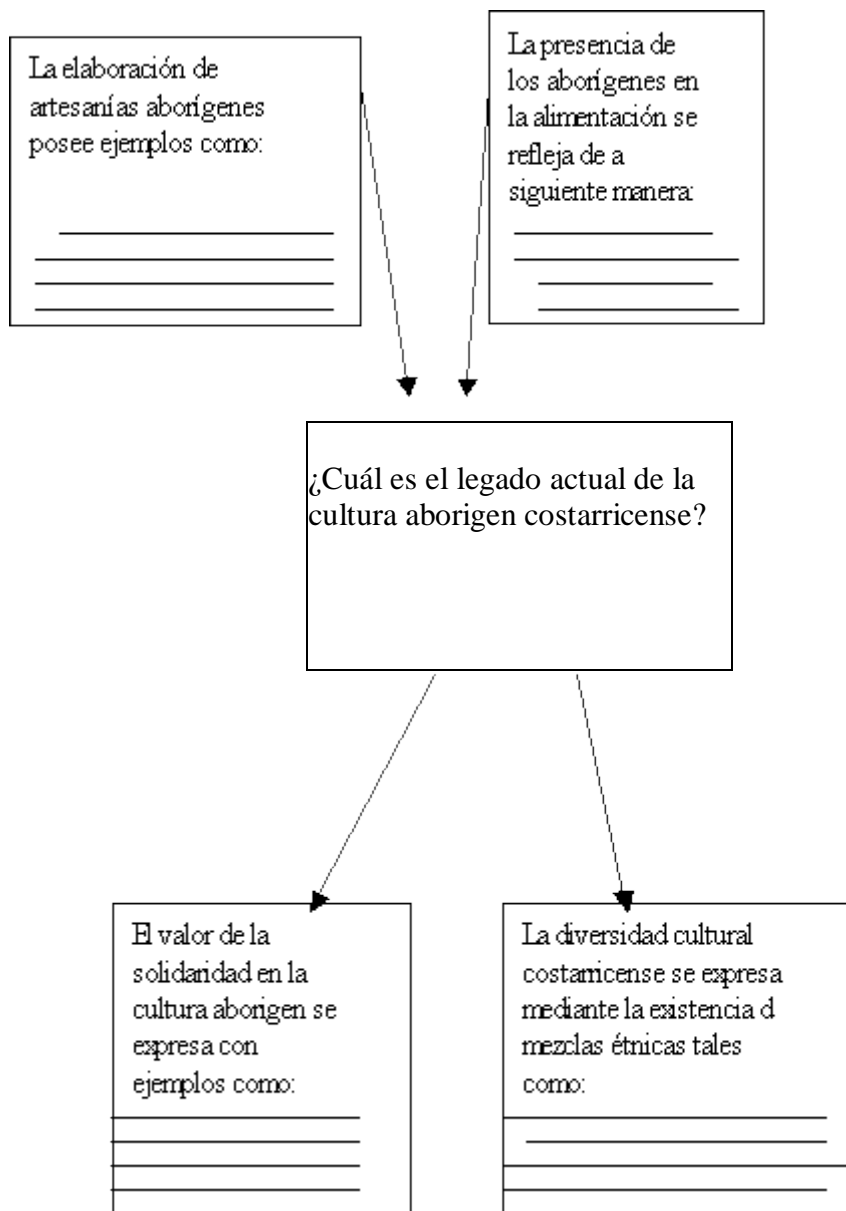 La elaboración de
artesanías aborígenes
posee ejemplos como:
La presencia de
los aborígenes en
la alimentación se
refleja de a
siguiente manera:
¿Cuál es el legado actual de la
cultura aborigen costarricense?
El valor de la
solidaridad en la
cultura aborigen se
expresa con
ejemplos como:
La diversidad cultural
costarricense se expresa
mediante la existencia d
mezclas étnicas tales
como: